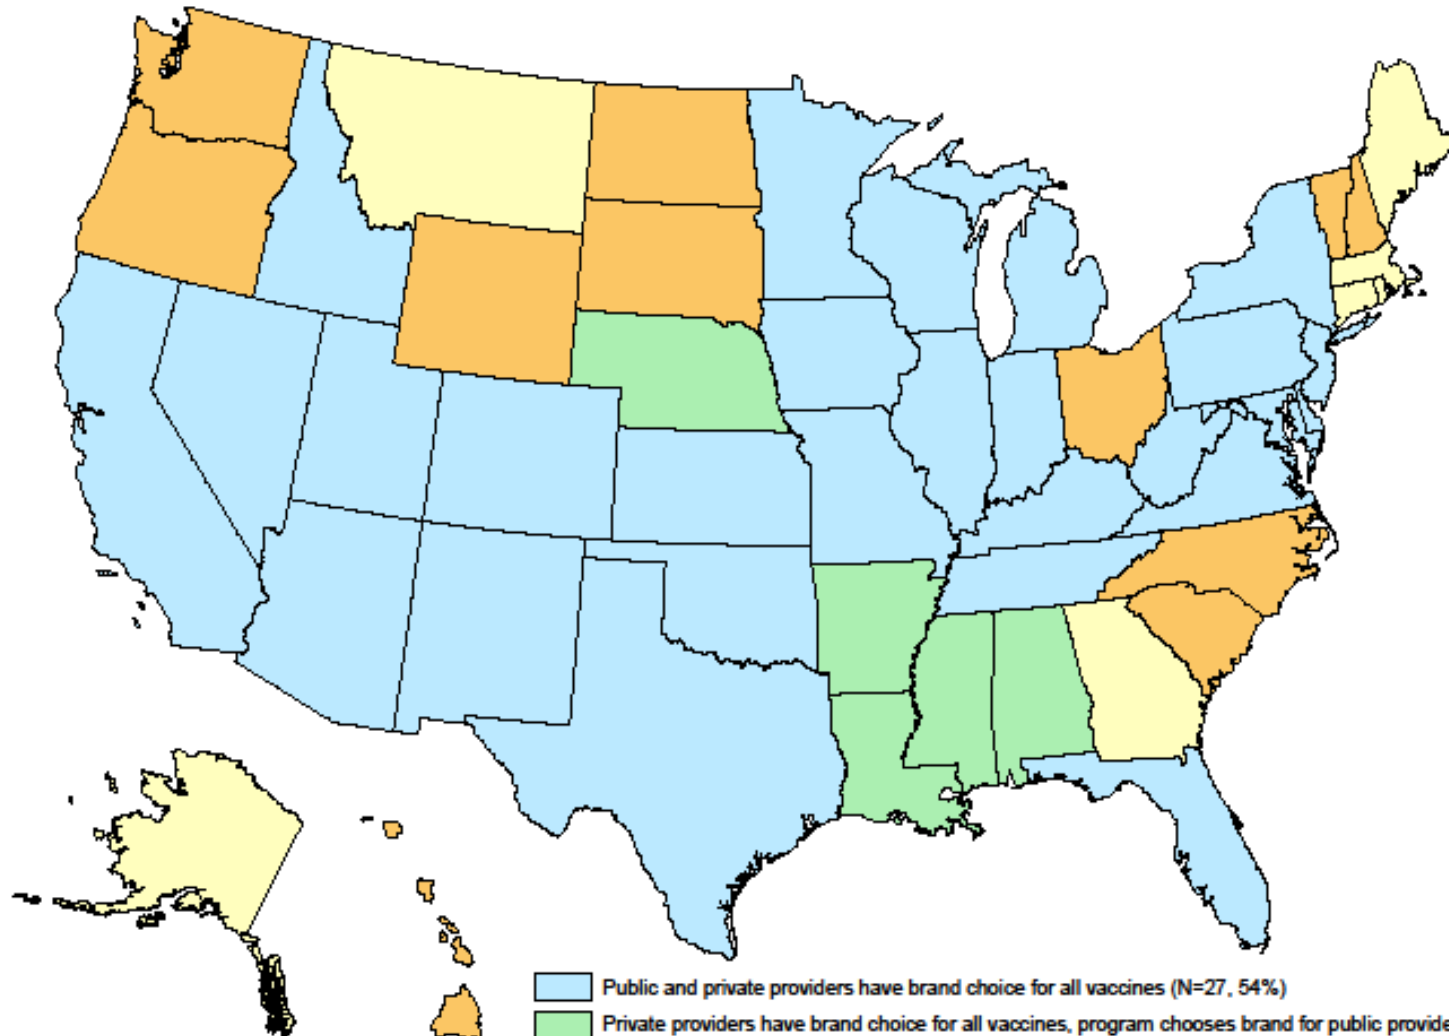 Public and private providers have brand choice for all vaccines (N=27, 54%)
Private providers have brand choice for all vaccines, program chooses brand for public